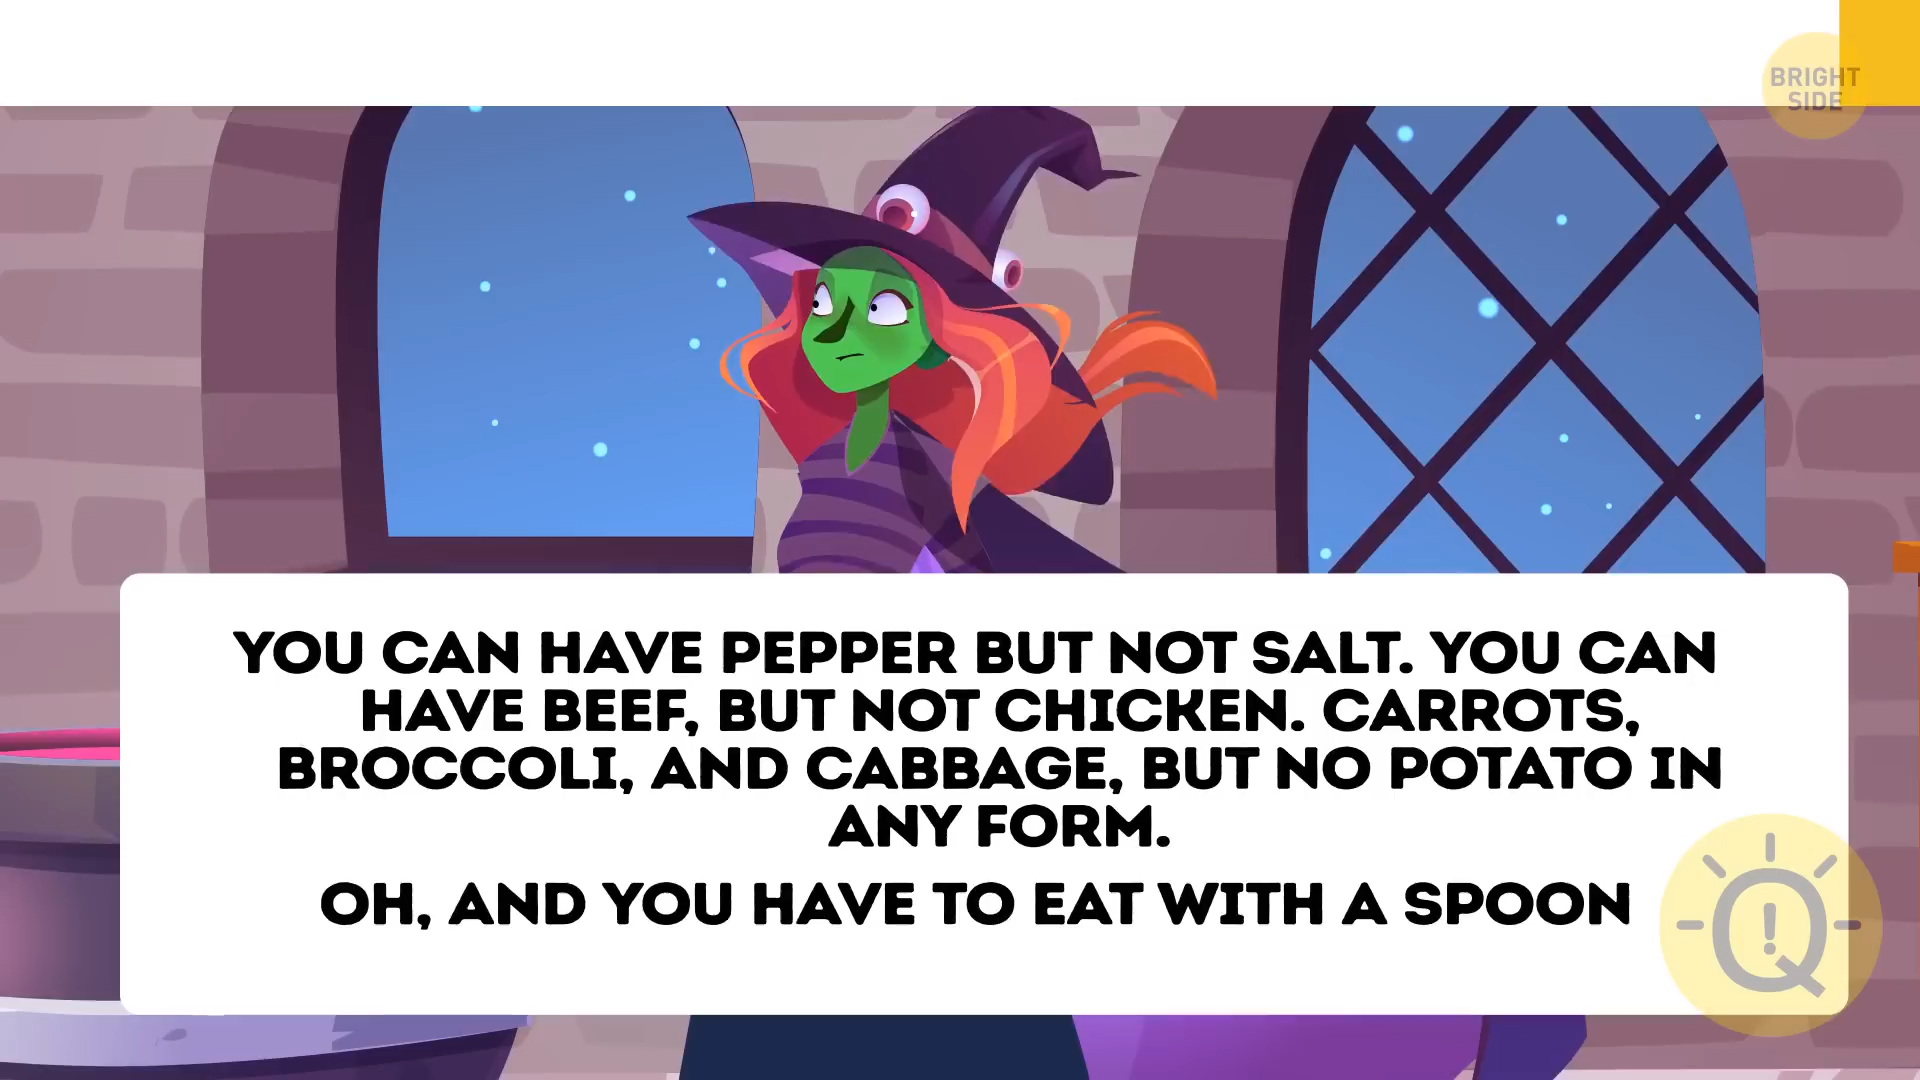 BRIGHT
SIDE
YOU CAN HAVE PEPPER BUT NOT SALT. YOU CAN
HAVE BEEF, BUT NOT CHICKEN. CARROTS,
BROCCOLI, AND CABBAGE, BUT NO POTATO IN
ANY FORM.
OH, AND YOU HAVE TO EAT WITH A SPOON
Q!